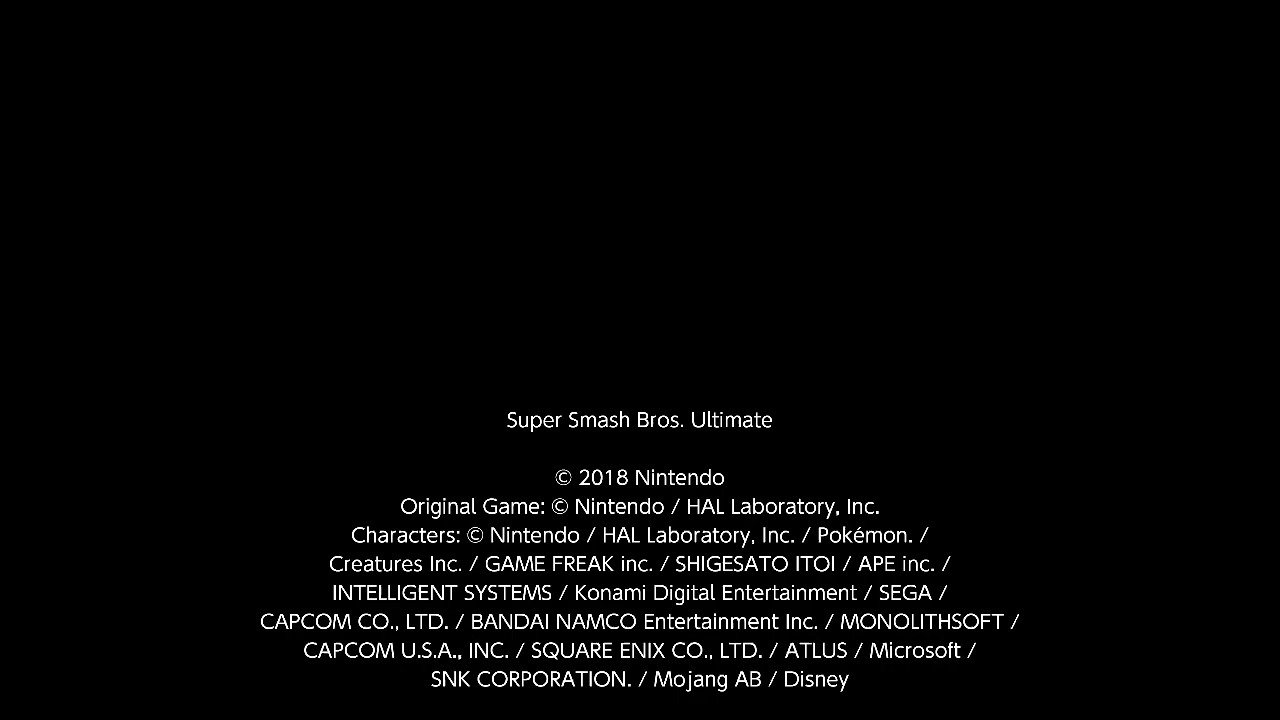 Super Smash Bros. Ultimate
© 2018 Nintendo
Original Game: © Nintendo / HAL Laboratory, Inc.
Characters: © Nintendo / HAL Laboratory, Inc. / Pokémon. /
Creatures Inc. / GAME FREAK inc. / SHIGESATO ITOI / APE inc. /
INTELLIGENT SYSTEMS / Konami Digital Entertainment / SEGA /
CAPCOM CO., LTD. / BANDAI NAMCO Entertainment Inc. / MONOLITHSOFT /
CAPCOM U.S.A., INC. / SQUARE ENIX CO., LTD. / ATLUS / Microsoft /
SNK CORPORATION. / Mojang AB / Disney